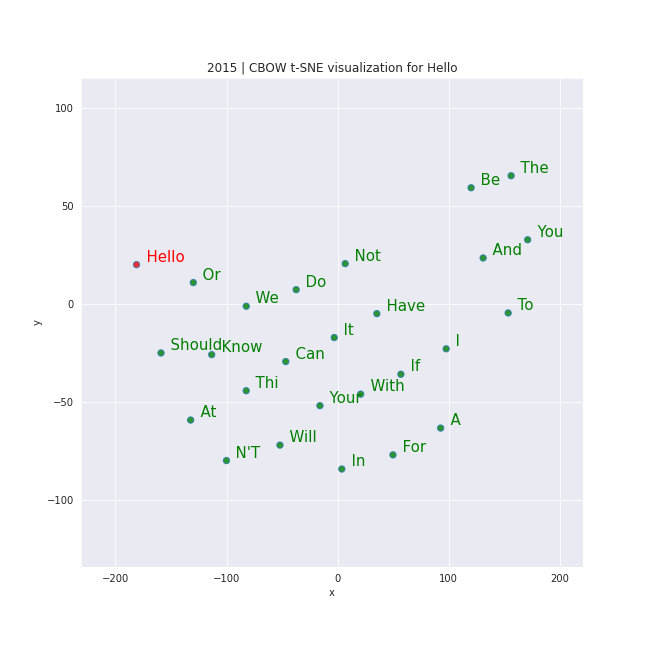 2015 | CBOW t-SNE visualization for Hello
100
The
Be
50
You
And
Not
Hello
Or
Do
We
0
Have
To
It
I
Should
Know
Can
If
Thi
With
Your
−50
At
A
Will
For
N'T
In
−100
−200
−100
0
100
200
x
y